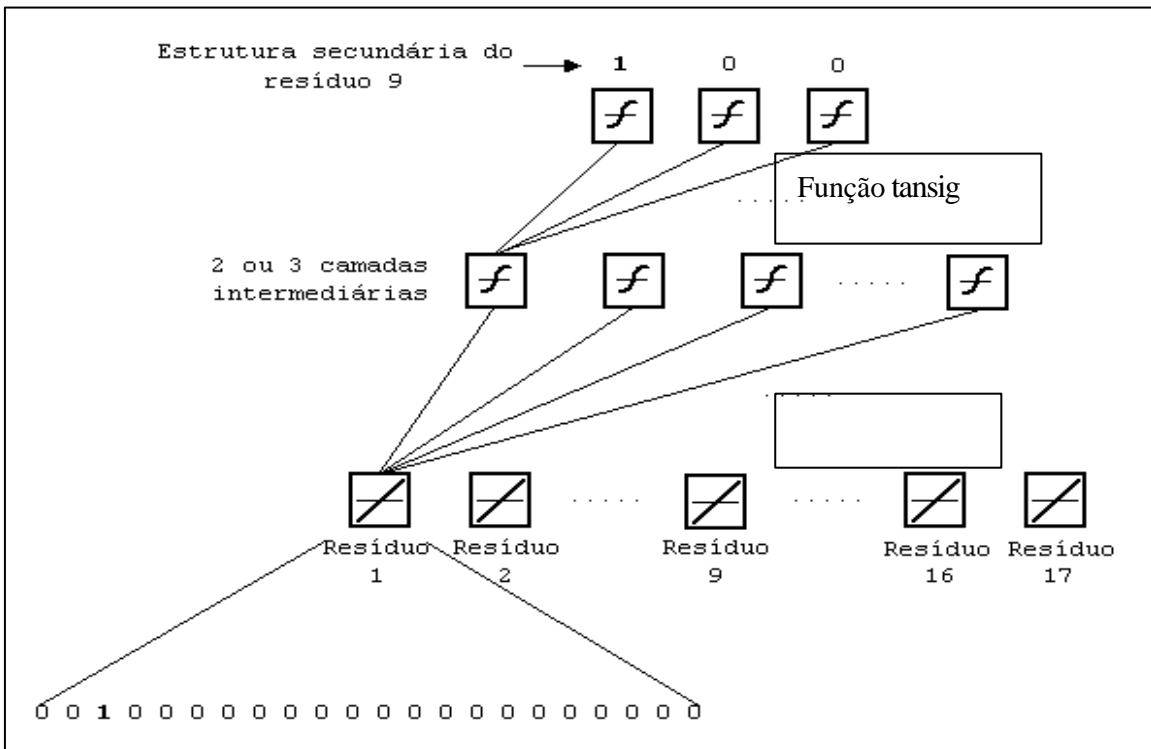 Estrutura secundária do
resíduo 9
1 0 0
Função tansig
2 ou 3 camadas
intermediárias
Resíduo Resíduo Resíduo Resíduo Resíduo
1 2 9 16 17
0 0 1 0 0 0 0 0 0 0 0 0 0 0 0 0 0 0 0 0 0 0